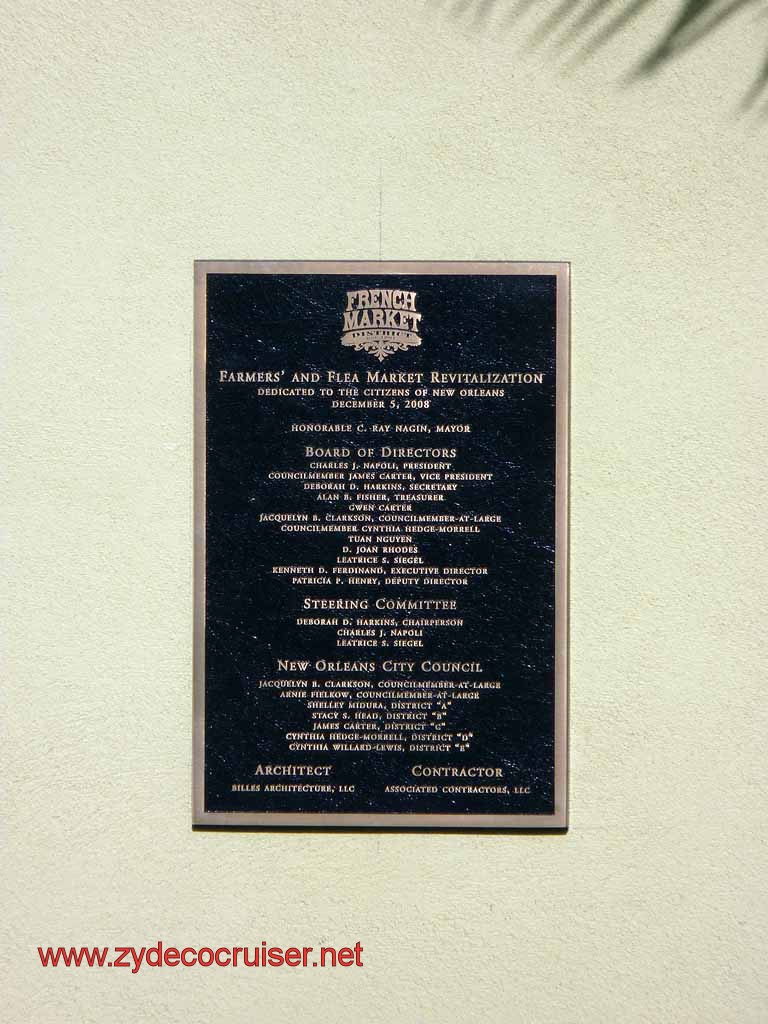 FRENCH
MARKET
DISTRICT
FARMERS' AND FLEA MARKET REVITALIZATION
DEDICATED TO THE CITIZENS OF NEW ORLEANS
DECEMBER 5, 2008
HONORABLE C. RAY NAGIN, MAYOR
BOARD OF DIRECTORS
CHARLES J. NAPOLI, PRESIDENT
COUNCILMEMBER JAMES CARTER, VICE PRESIDENT
DEBORAH D. HARKINS, SECRETARY
ALAN B. FISHER, TREASURER
GWEN CARTER
JACQUELYN B. CLARKSON, COUNCILMEMBER-AT-LARGE
COUNCILMEMBER CYNTHIA HEDGE-MORRELL
TUAN NGUYEN
D. JOAN RHODES
LEATRICE S. SIEGEL
KENNETH D. FERDINAND, EXECUTIVE DIRECTOR
PATRICIA P. HENRY, DEPUTY DIRECTOR
STEERING COMMITTEE
DEBORAH D. HARKINS, CHAIRPERSON
CHARLES J. NAPOLI
LEATRICE S. SIEGEL
NEW ORLEANS CITY COUNCIL
JACQUELYN B. CLARKSON, COUNCILMEMBER-AT-LARGE
ARNIE FIELKOW, COUNCILMEMBER-AT-LARGE
SHELLEY MIDURA, DISTRICT "A"
STACY S. HEAD, DISTRICT "B"
JAMES CARTER, DISTRICT "C"
CYNTHIA HEDGE-MORRELL, DISTRICT "D"
CYNTHIA WILLARD-LEWIS, DISTRICT "E"
ARCHITECT CONTRACTOR
BILLES ARCHITECTURE, LLC ASSOCIATED CONTRACTORS, LLC
www.zydecocruiser.net